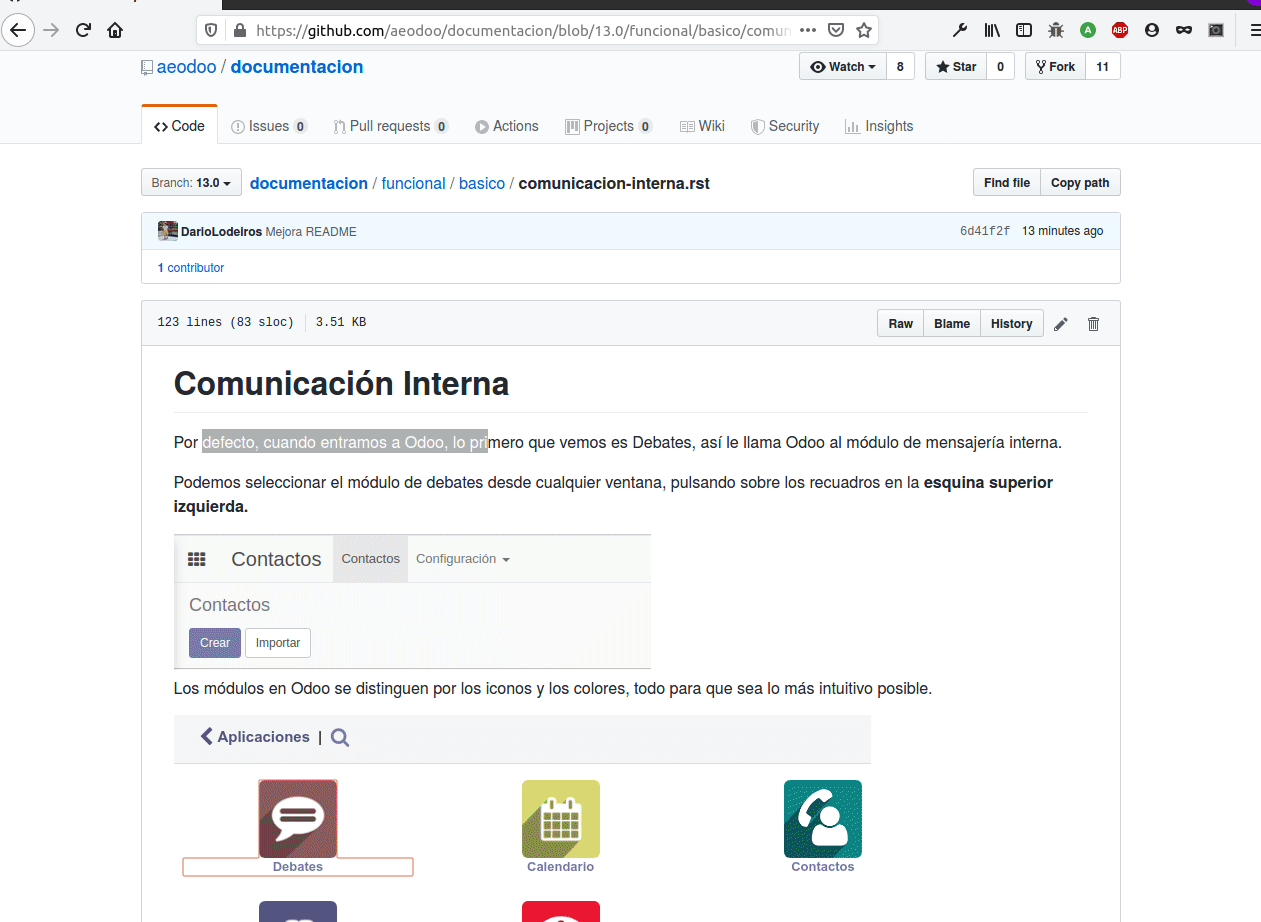 https://github.com/aeodoo/documentacion/blob/13.0/funcional/basico/comun
A
ABP
aeodoo / documentacion
Watch 8
Star 0
Fork 11
Code
Issues 0
Pull requests 0
Actions
Projects 0
Wiki
Security
Insights
Branch: 13.0
documentacion / funcional / basico / comunicacion-interna.rst
Find file
Copy path
DarioLodeiros Mejora README
6d41f2f 13 minutes ago
1 contributor
123 lines (83 sloc) 3.51 KB
Raw
Blame
History
Comunicación Interna
Por defecto, cuando entramos a Odoo, lo primero que vemos es Debates, así le llama Odoo al módulo de mensajería interna.
Podemos seleccionar el módulo de debates desde cualquier ventana, pulsando sobre los recuadros en la esquina superior
izquierda.
Contactos
Contactos
Configuración
Contactos
Crear
Importar
Los módulos en Odoo se distinguen por los iconos y los colores, todo para que sea lo más intuitivo posible.
Aplicaciones |
Debates
Calendario
Contactos